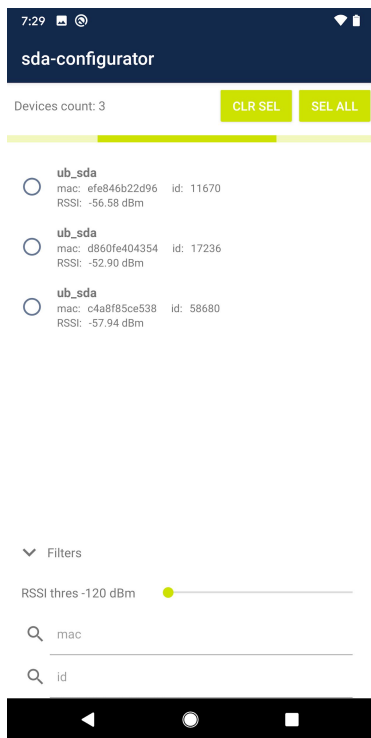 7:29
sda-configurator
Devices count: 3
CLR SEL
SEL ALL
ub_sda
mac: efe846b22d96 id: 11670
RSSI: -56.58 dBm
ub_sda
mac: d860fe404354 id: 17236
RSSI: -52.90 dBm
ub_sda
mac: c4a8f85ce538 id: 58680
RSSI: -57.94 dBm
Filters
RSSI thres -120 dBm
mac
id